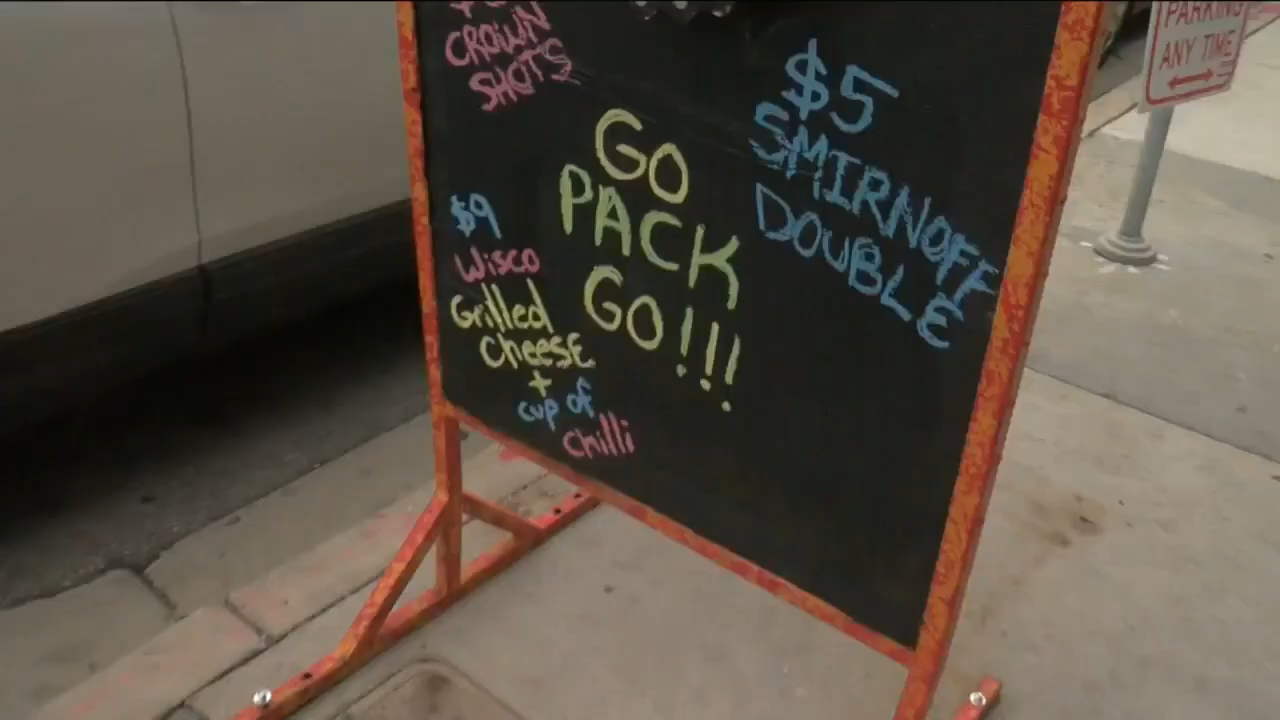 CROWN
SHOTS
GO
PACK
GO!!!
$9
Wisco
Grilled
cheese
+
cup of
chilli
$5
SMIRNOFF
DOUBLE
PARKING
ANY TIME